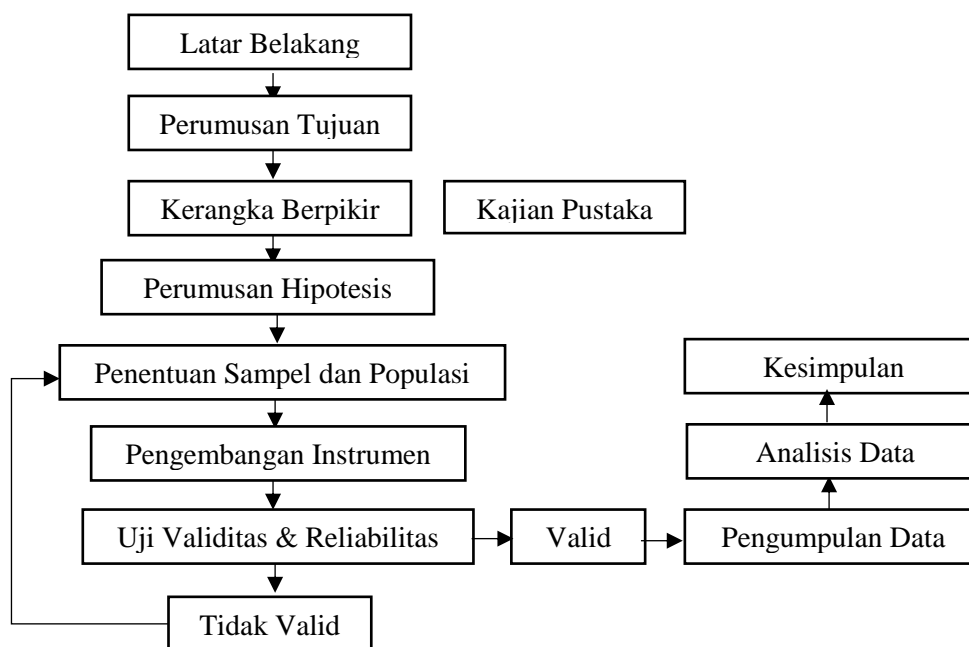 Latar Belakang
Perumusan Tujuan
Kerangka Berpikir
Kajian Pustaka
Perumusan Hipotesis
Penentuan Sampel dan Populasi
Kesimpulan
Pengembangan Instrumen
Analisis Data
Uji Validitas & Reliabilitas
Valid
Pengumpulan Data
Tidak Valid